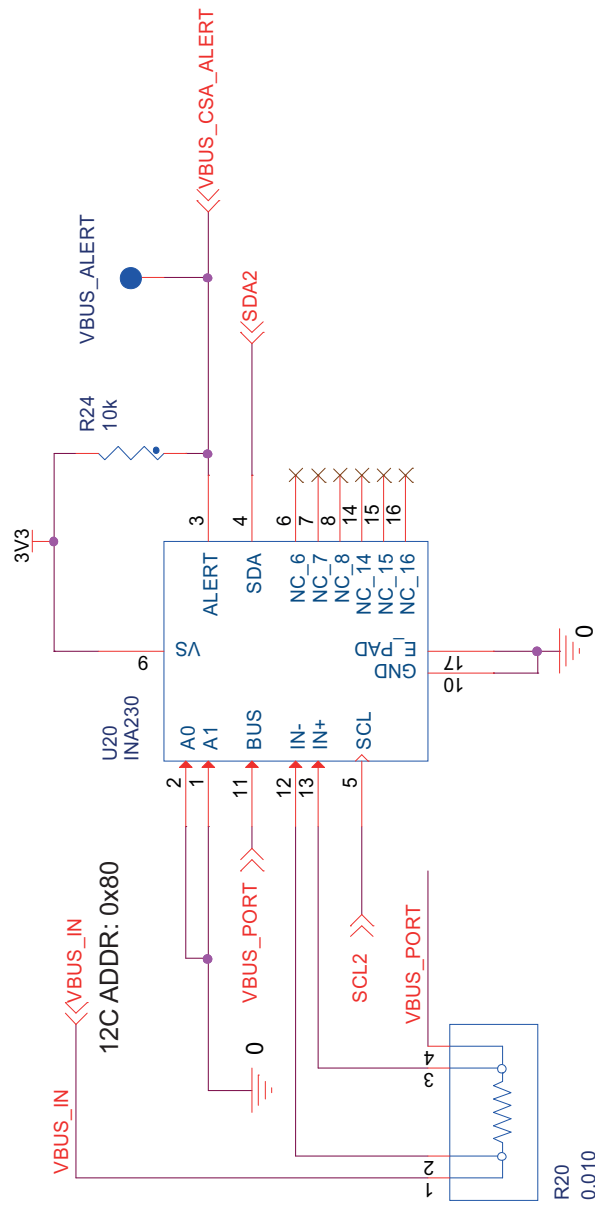 VBUS_IN
VBUS_IN
12C ADDR: 0x80
3V3
R24
10k
VBUS_ALERT
VBUS_CSA_ALERT
SDA2
U20
INA230
2
A0
1
A1
11
BUS
12
IN-
13
IN+
5
SCL
9
VS
3
ALERT
4
SDA
6
NC_6
7
NC_7
8
NC_8
14
NC_14
15
NC_15
16
NC_16
GND
10
E_PAD
17
0
0
VBUS_PORT
SCL2
VBUS_PORT
1
2
3
4
R20
0.010